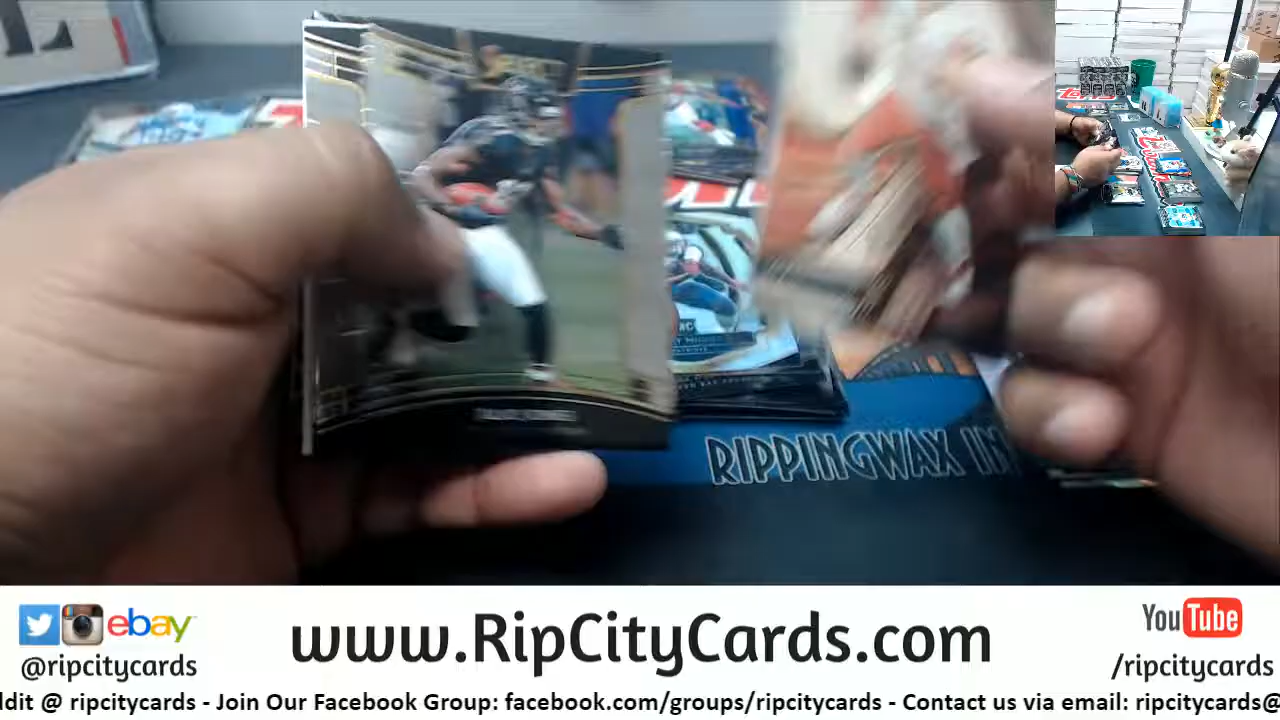 RIPPINGWAX IN
ebay
@ripcitycards
www.RipCityCards.com
YouTube
/ripcitycards
ddit @ ripcitycards - Join Our Facebook Group: facebook.com/groups/ripcitycards - Contact us via email: ripcitycards@